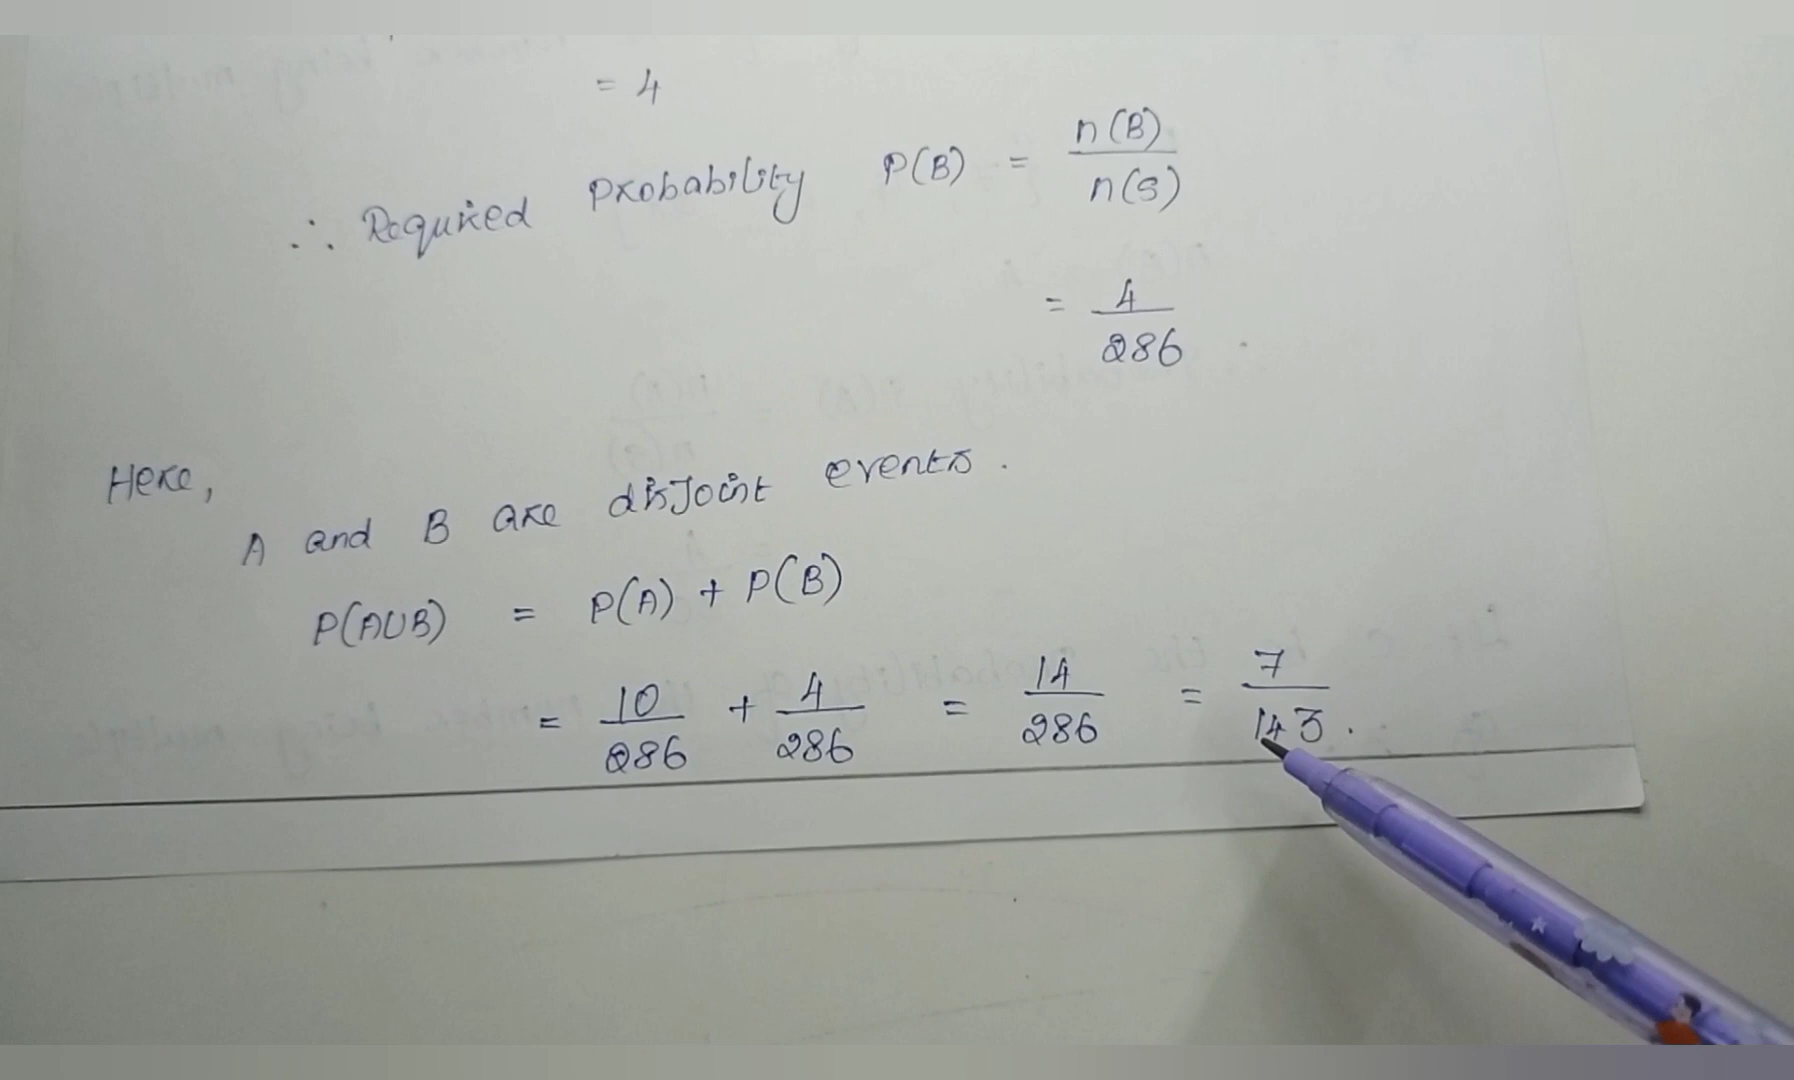 = 4
∴ Required Probability P(B) = n(B)/n(S)
= 4/286
Here,
A and B are disjoint events.
P(A∪B) = P(A) + P(B)
= 10/286 + 4/286 = 14/286 = 7/143.